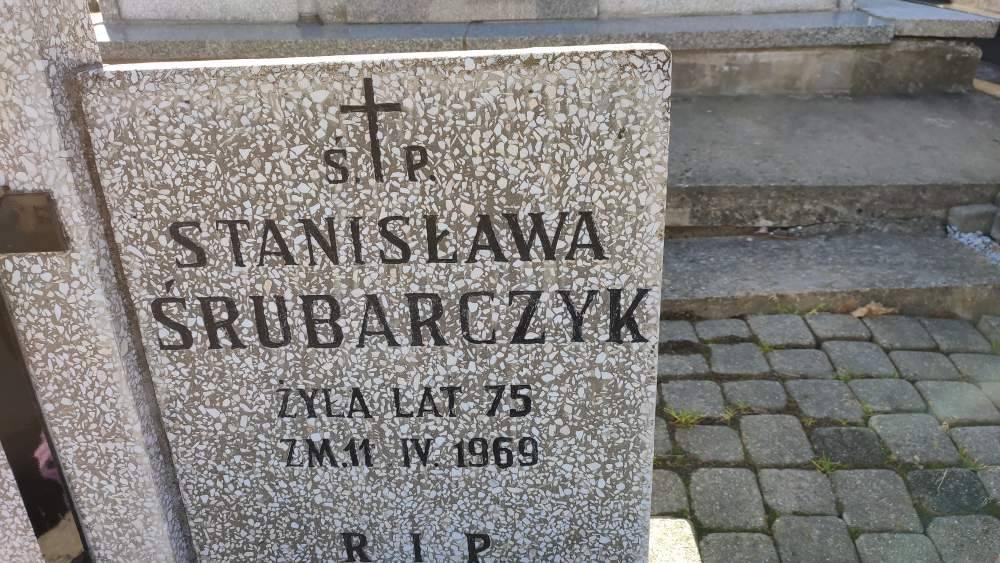 Ś. P.
STANISŁAWA
ŚRUBARCZYK
ŻYŁA LAT 75
ZM. 11 IV. 1969
R I P